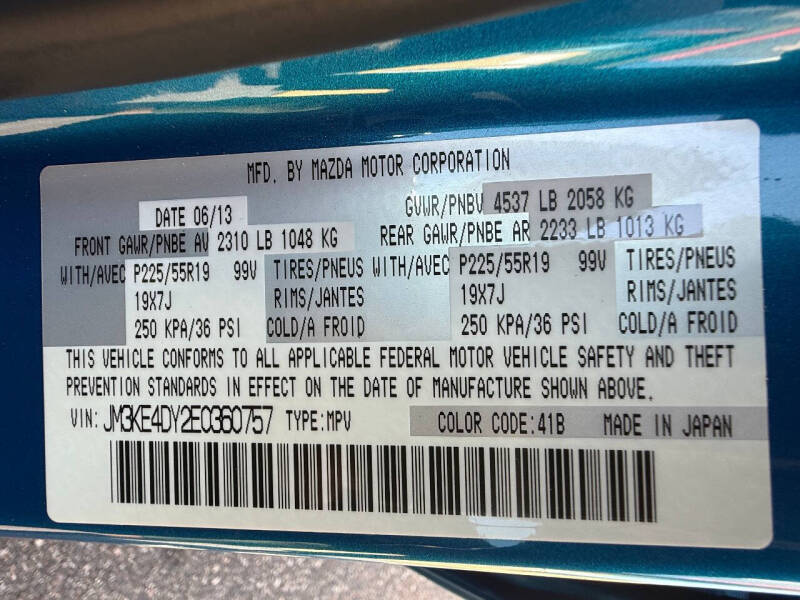 MFD. BY MAZDA MOTOR CORPORATION
DATE 06/13 GVWR/PNBV 4537 LB 2058 KG
FRONT GAWR/PNBE AV 2310 LB 1048 KG REAR GAWR/PNBE AR 2233 LB 1013 KG
WITH/AVEC P225/55R19 99V TIRES/PNEUS WITH/AVEC P225/55R19 99V TIRES/PNEUS
19X7J RIMS/JANTES 19X7J RIMS/JANTES
250 KPA/36 PSI COLD/A FROID 250 KPA/36 PSI COLD/A FROID
THIS VEHICLE CONFORMS TO ALL APPLICABLE FEDERAL MOTOR VEHICLE SAFETY AND THEFT
PREVENTION STANDARDS IN EFFECT ON THE DATE OF MANUFACTURE SHOWN ABOVE.
VIN: JM3KE4DY2E0360757 TYPE:MPV COLOR CODE:41B MADE IN JAPAN